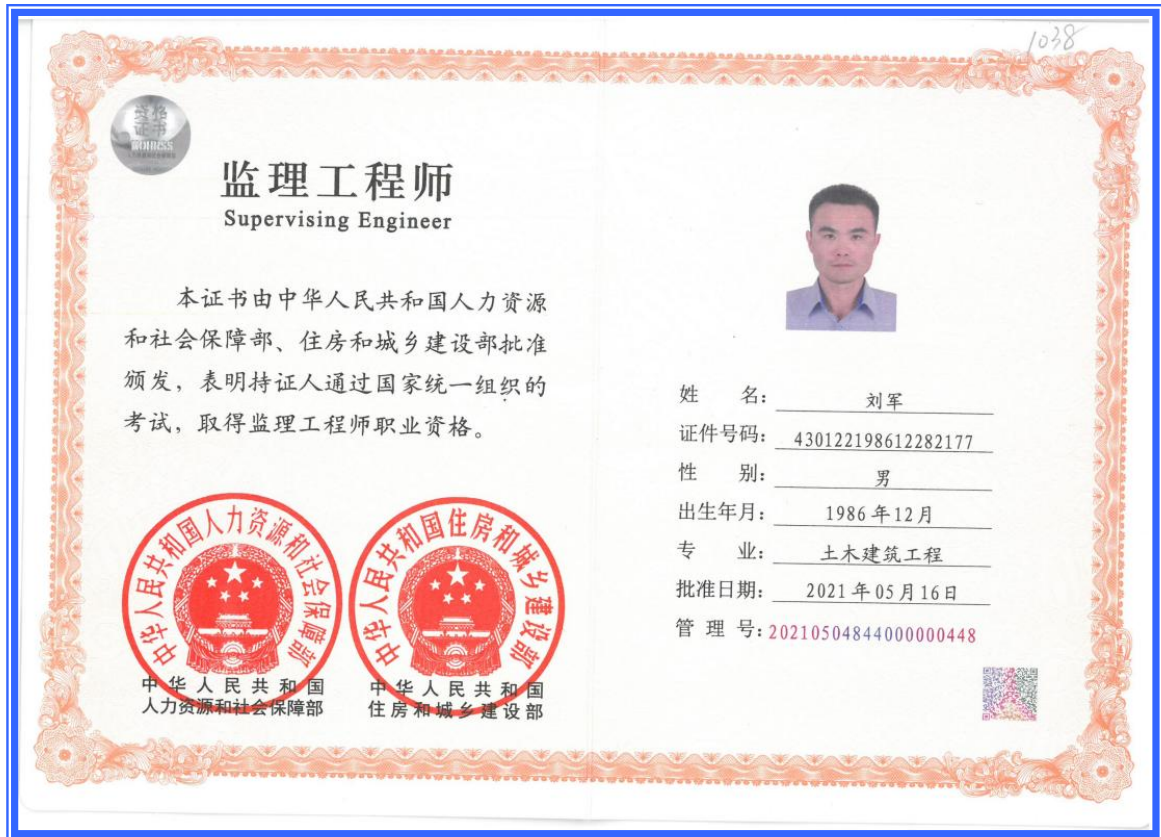 1038
资格
证书
监理工程师
Supervising Engineer
本证书由中华人民共和国人力资源
和社会保障部、住房和城乡建设部批准
颁发，表明持证人通过国家统一组织的
考试，取得监理工程师职业资格。
中华人民共和国人力资源和社会保障部
中华人民共和国住房和城乡建设部
中华人民共和国
人力资源和社会保障部
中华人民共和国
住房和城乡建设部
姓 名：刘军
证件号码：430122198612282177
性 别：男
出生年月：1986年12月
专 业：土木建筑工程
批准日期：2021年05月16日
管 理 号：20210504844000000448